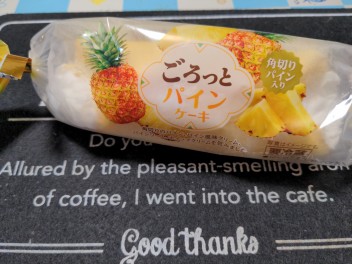 ごろっと
パイン
ケーキ
角切り
パイン
入り
Do you
Allured by the pleasant-smelling
of coffee, I went into the cafe.
Good thanks